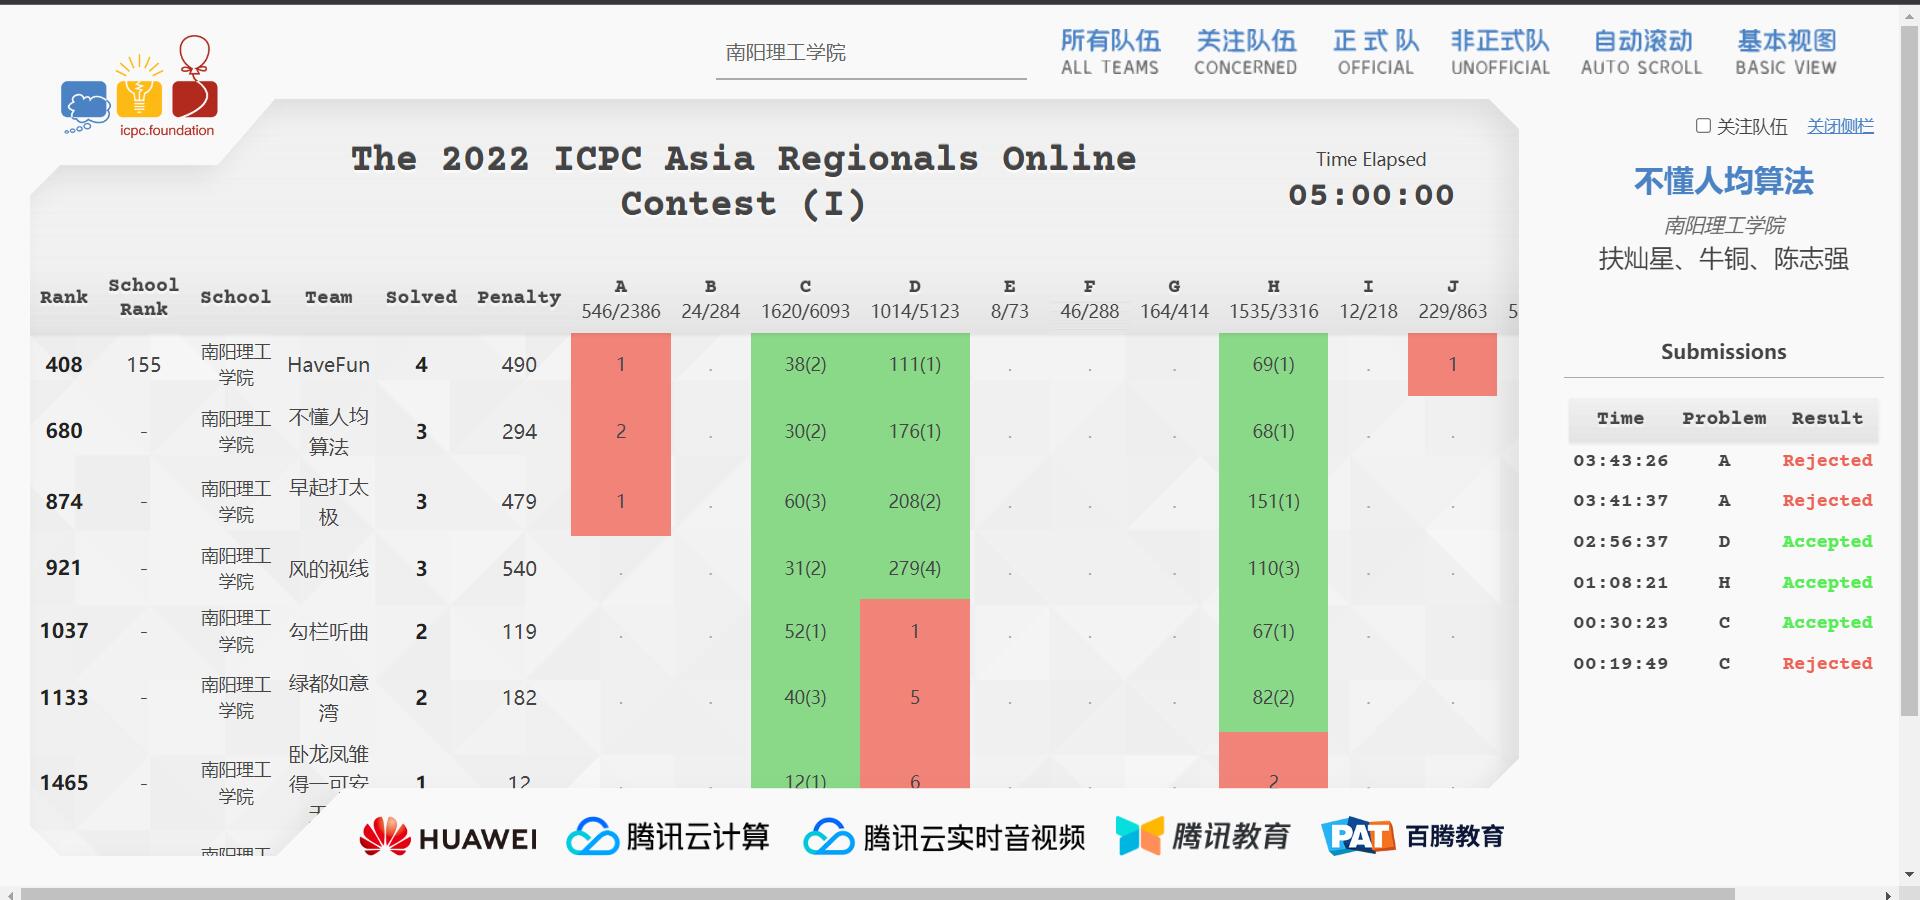 南阳理工学院
所有队伍 关注队伍 正 式 队 非正式队 自动滚动 基本视图
ALL TEAMS CONCERNED OFFICIAL UNOFFICIAL AUTO SCROLL BASIC VIEW
icpc.foundation
The 2022 ICPC Asia Regionals Online
Contest (I)
Time Elapsed
05:00:00
Rank School Rank School Team Solved Penalty A B C D E F G H I J
546/2386 24/284 1620/6093 1014/5123 8/73 46/288 164/414 1535/3316 12/218 229/863 5
408 155 南阳理工学院 HaveFun 4 490 1 . 38(2) 111(1) . . . 69(1) . 1
680 - 南阳理工学院 不懂人均算法 3 294 2 . 30(2) 176(1) . . . 68(1) . .
874 - 南阳理工学院 早起打太极 3 479 1 . 60(3) 208(2) . . . 151(1) . .
921 - 南阳理工学院 风的视线 3 540 . . 31(2) 279(4) . . . 110(3) . .
1037 - 南阳理工学院 勾栏听曲 2 119 . . 52(1) 1 . . . 67(1) . .
1133 - 南阳理工学院 绿都如意湾 2 182 . . 40(3) 5 . . . 82(2) . .
1465 - 南阳理工学院 卧龙凤雏得一可安 1 12 . . 12(1) 6 . . . 2 . .
南阳理工
HUAWEI 腾讯云计算 腾讯云实时音视频 腾讯教育 PAT 百腾教育
关注队伍 关闭侧栏
不懂人均算法
南阳理工学院
扶灿星、牛铜、陈志强
Submissions
Time Problem Result
03:43:26 A Rejected
03:41:37 A Rejected
02:56:37 D Accepted
01:08:21 H Accepted
00:30:23 C Accepted
00:19:49 C Rejected